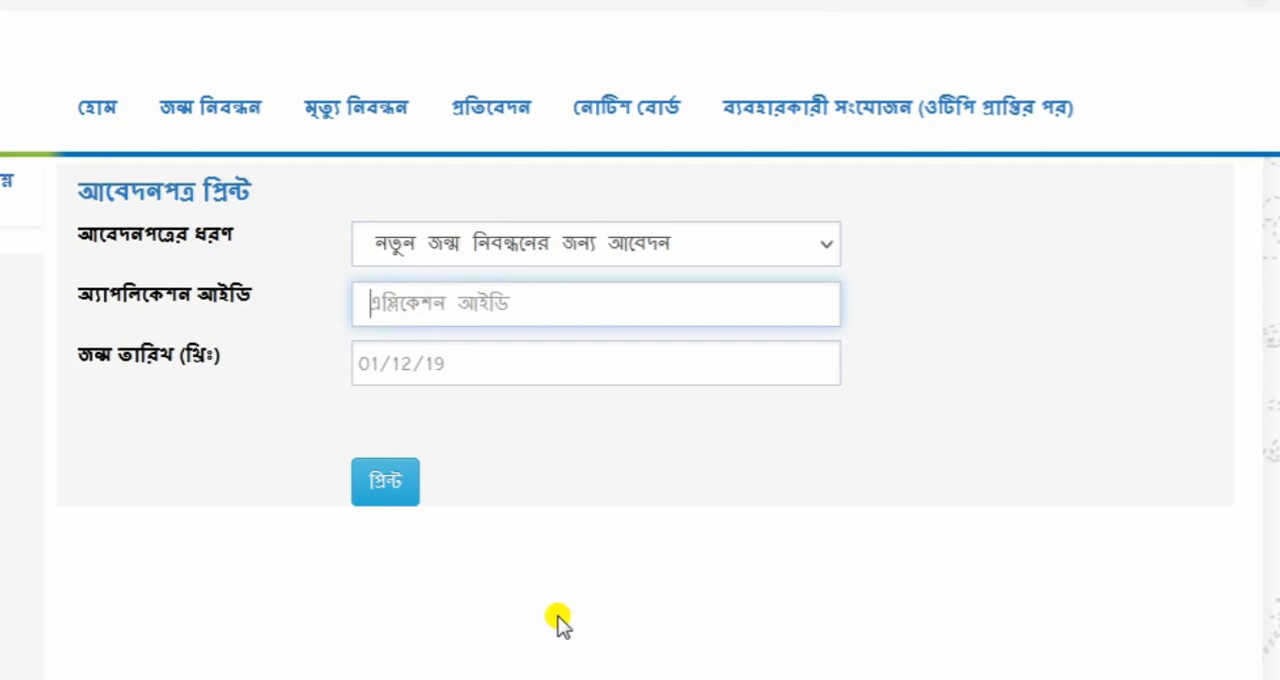 হোম জন্ম নিবন্ধন মৃত্যু নিবন্ধন প্রতিবেদন নোটিশ বোর্ড ব্যবহারকারী সংযোজন (ওটিপি প্রাপ্তির পর)
আবেদনপত্র প্রিন্ট
আবেদনপত্রের ধরণ
নতুন জন্ম নিবন্ধনের জন্য আবেদন
অ্যাপলিকেশন আইডি
এপ্লিকেশন আইডি
জন্ম তারিখ (খ্রিঃ)
01/12/19
প্রিন্ট